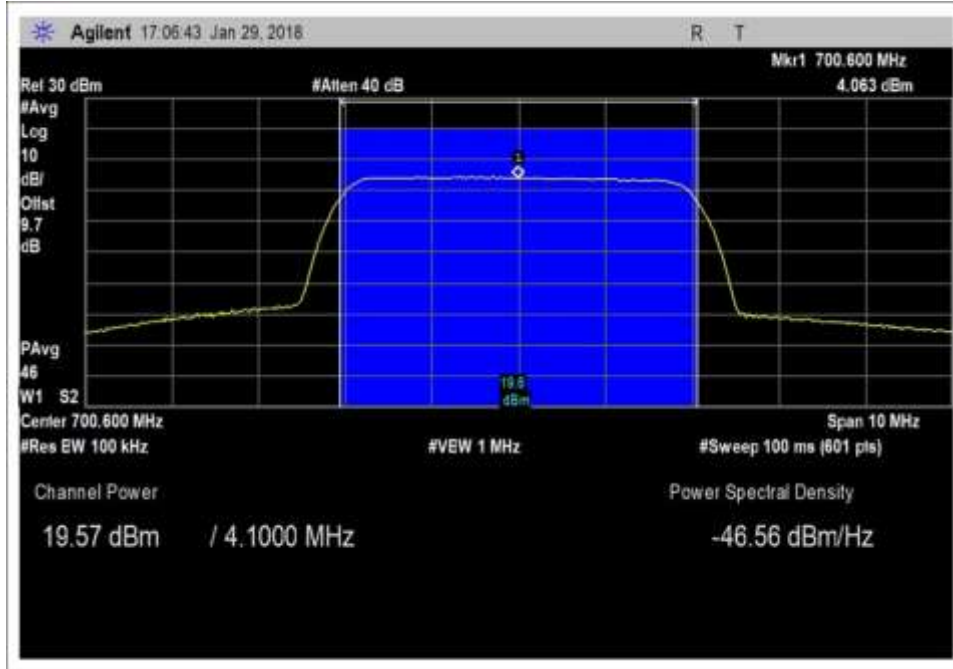 Agilent 17:06:43 Jan 29, 2018 R T
Mkr1 700.600 MHz
Ref 30 dBm #Atten 40 dB 4.063 dBm
#Avg
Log
10
dB/
Offst
9.7
dB
1
PAvg
46
W1 S2
19.6
dBm
Center 700.600 MHz Span 10 MHz
#Res BW 100 kHz #VBW 1 MHz #Sweep 100 ms (601 pts)
Channel Power Power Spectral Density
19.57 dBm / 4.1000 MHz -46.56 dBm/Hz